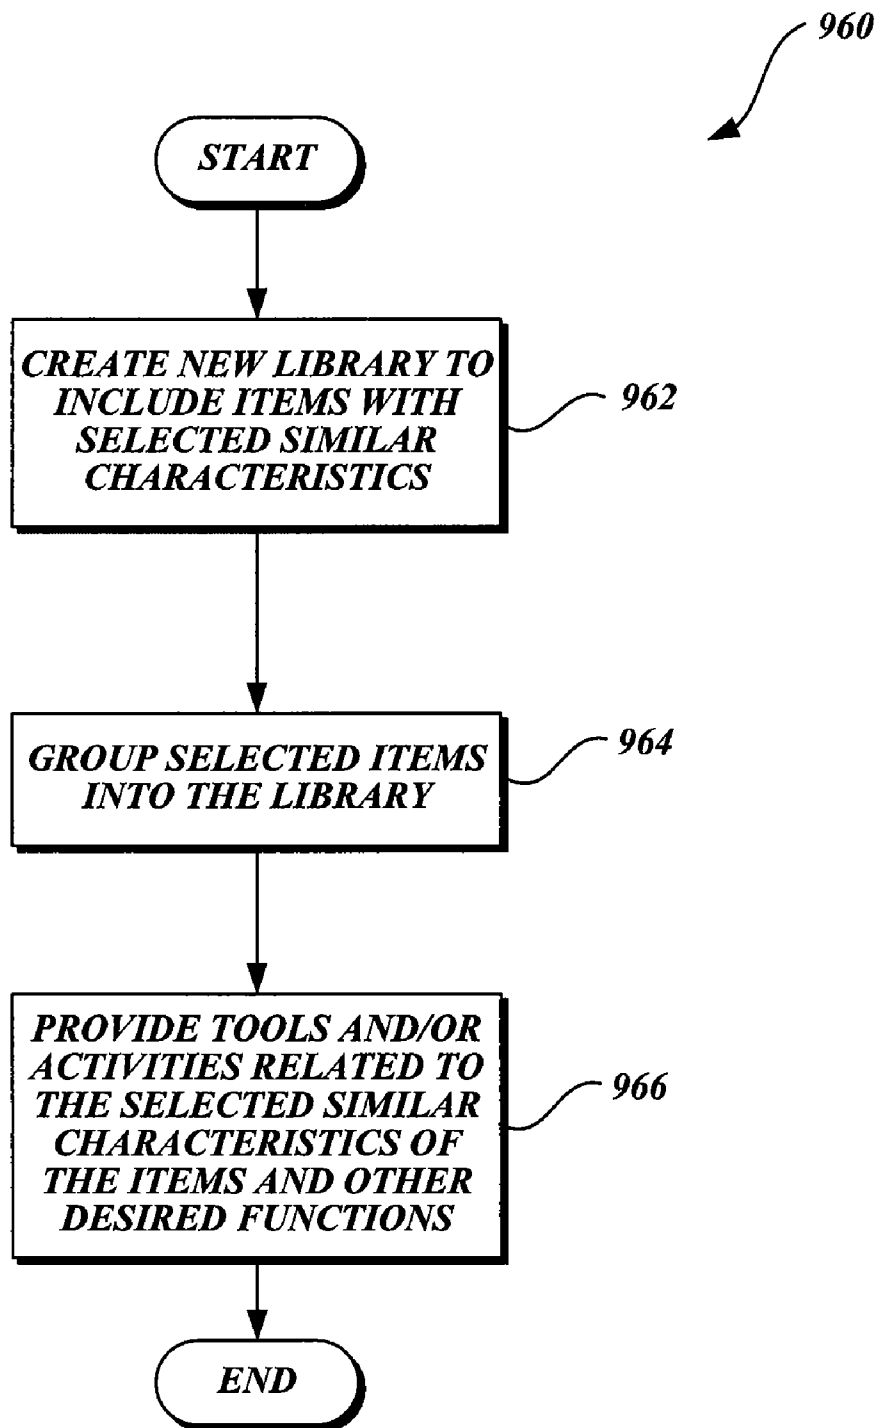 960
START
CREATE NEW LIBRARY TO
INCLUDE ITEMS WITH
SELECTED SIMILAR
CHARACTERISTICS
962
GROUP SELECTED ITEMS
INTO THE LIBRARY
964
PROVIDE TOOLS AND/OR
ACTIVITIES RELATED TO
THE SELECTED SIMILAR
CHARACTERISTICS OF
THE ITEMS AND OTHER
DESIRED FUNCTIONS
966
END